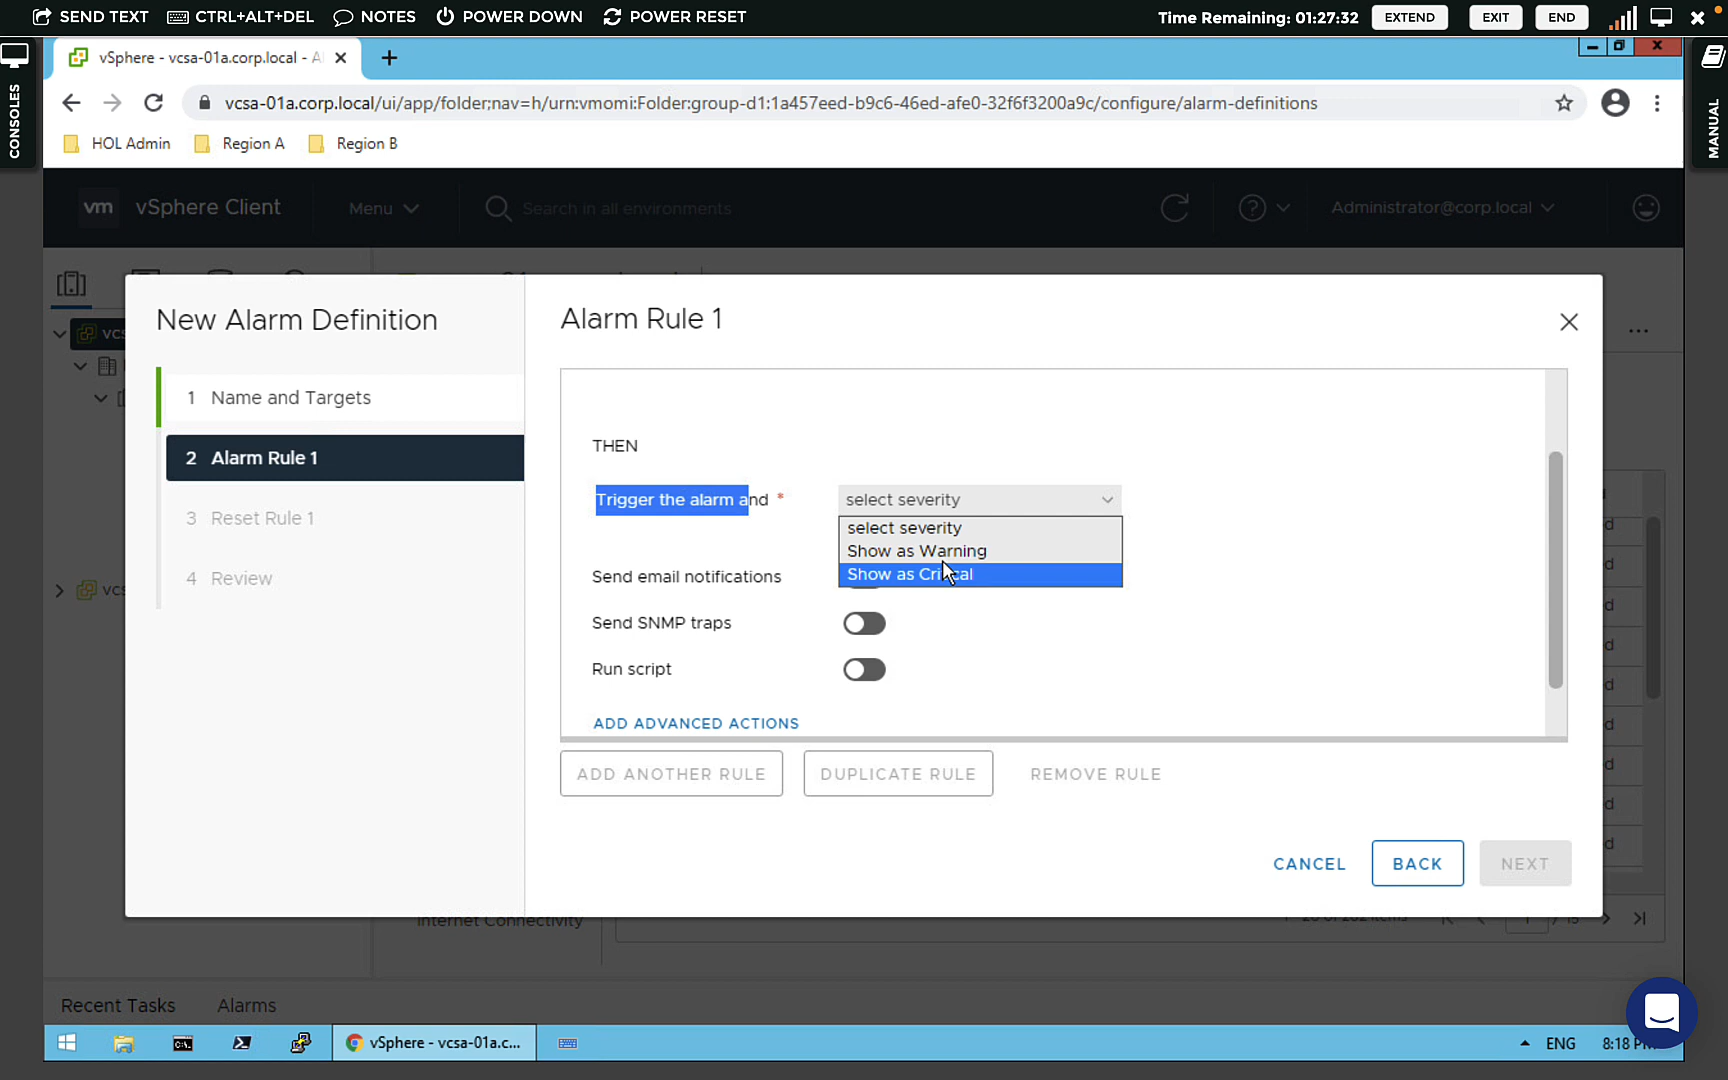 SEND TEXT CTRL+ALT+DEL NOTES POWER DOWN POWER RESET Time Remaining: 01:27:32 EXTEND EXIT END
CONSOLES
MANUAL
vSphere - vcsa-01a.corp.local - Al
vcsa-01a.corp.local/ui/app/folder;nav=h/urn:vmomi:Folder:group-d1:1a457eed-b9c6-46ed-afe0-32f6f3200a9c/configure/alarm-definitions
HOL Admin Region A Region B
vm vSphere Client Menu Search in all environments Administrator@corp.local
New Alarm Definition
1 Name and Targets
2 Alarm Rule 1
3 Reset Rule 1
4 Review
Alarm Rule 1
THEN
Trigger the alarm and * select severity
select severity
Show as Warning
Show as Critical
Send email notifications
Send SNMP traps
Run script
ADD ADVANCED ACTIONS
ADD ANOTHER RULE DUPLICATE RULE REMOVE RULE
CANCEL BACK NEXT
Internet Connectivity
Recent Tasks Alarms
vSphere - vcsa-01a.c...
ENG 8:18 PM